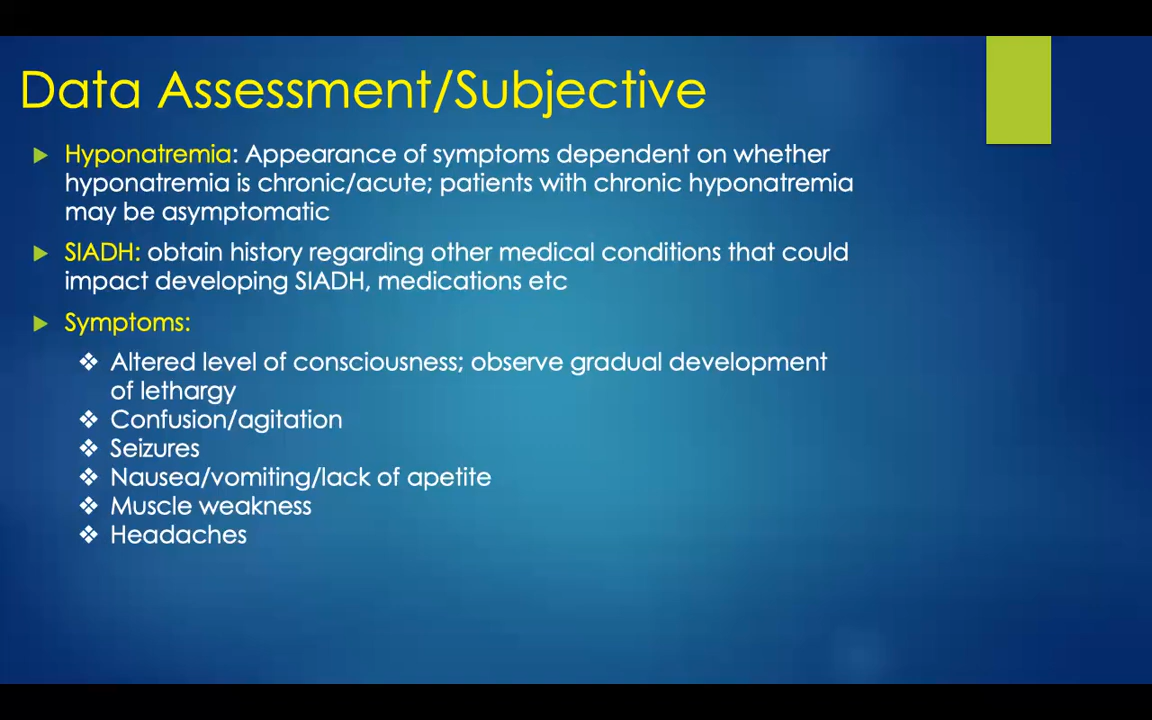 Data Assessment/Subjective
Hyponatremia: Appearance of symptoms dependent on whether
hyponatremia is chronic/acute; patients with chronic hyponatremia
may be asymptomatic
SIADH: obtain history regarding other medical conditions that could
impact developing SIADH, medications etc
Symptoms:
Altered level of consciousness; observe gradual development
of lethargy
Confusion/agitation
Seizures
Nausea/vomiting/lack of apetite
Muscle weakness
Headaches